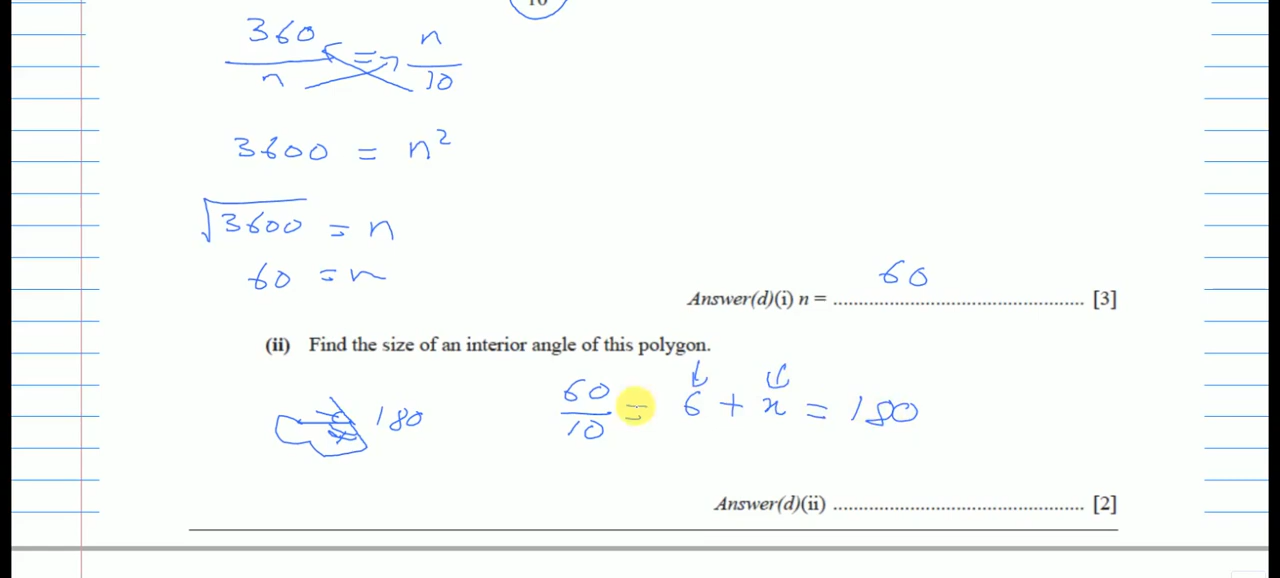 10
360/n = n/10
3600 = n²
√3600 = n
60 = n
60
Answer(d)(i) n = ................................................ [3]
(ii) Find the size of an interior angle of this polygon.
180
60/10 = 6 + x = 180
Answer(d)(ii) ................................................ [2]